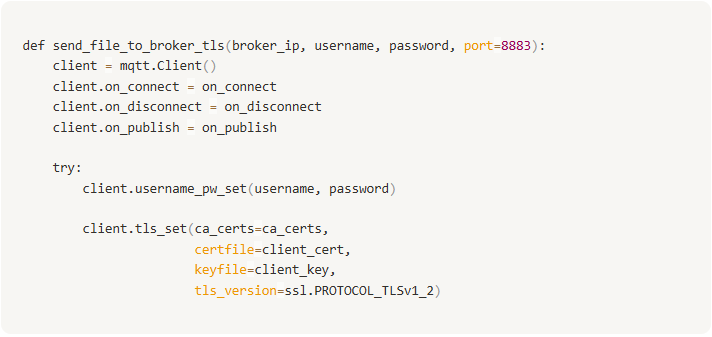 def send_file_to_broker_tls(broker_ip, username, password, port=8883):
    client = mqtt.Client()
    client.on_connect = on_connect
    client.on_disconnect = on_disconnect
    client.on_publish = on_publish

    try:
        client.username_pw_set(username, password)

        client.tls_set(ca_certs=ca_certs,
                       certfile=client_cert,
                       keyfile=client_key,
                       tls_version=ssl.PROTOCOL_TLSv1_2)